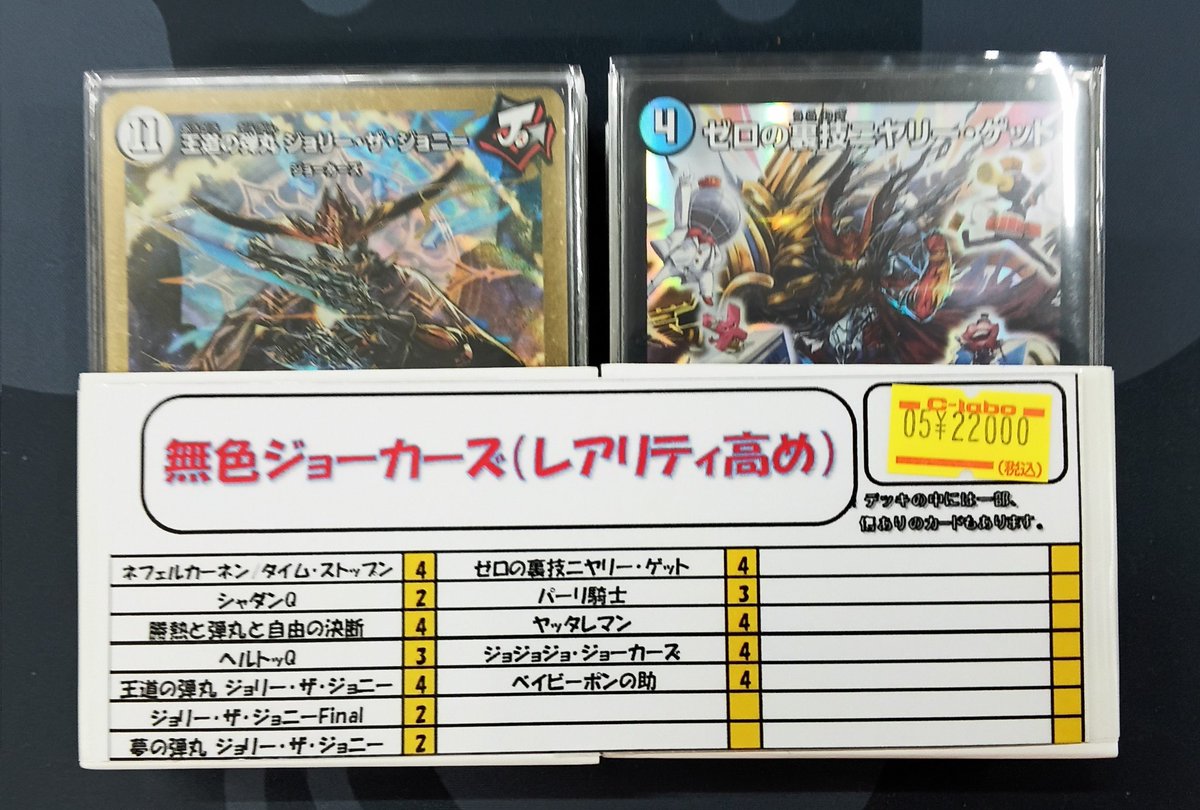 11
王道の弾丸 ジョリー・ザ・ジョニー
ジョーカーズ
J
4
ゼロの裏技ニヤリー・ゲット
無色ジョーカーズ(レアリティ高め)
C-labo
05¥22000
(税込)
デッキの中には一部、
傷ありのカードもあります。
ネフェルカーネン/タイム・ストップン 4 ゼロの裏技ニヤリー・ゲット 4
シャダンQ 2 パーリ騎士 3
勝熱と弾丸と自由の決断 4 ヤッタレマン 4
ヘルトッQ 3 ジョジョジョ・ジョーカーズ 4
王道の弾丸 ジョリー・ザ・ジョニー 4 ベイビーポンの助 4
ジョリー・ザ・ジョニーFinal 2
夢の弾丸 ジョリー・ザ・ジョニー 2